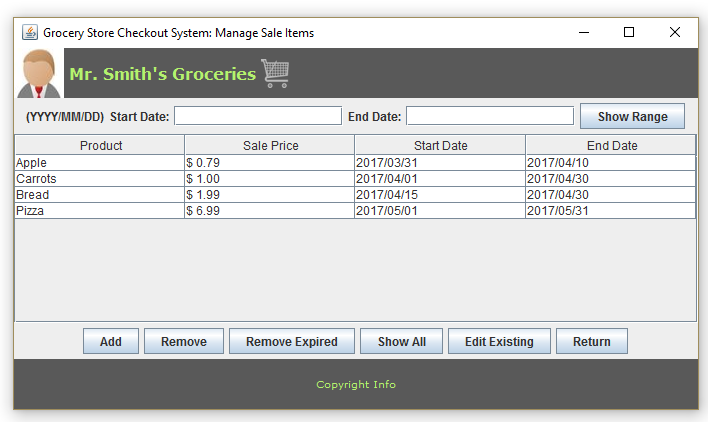 Grocery Store Checkout System: Manage Sale Items
Mr. Smith's Groceries
(YYYY/MM/DD) Start Date: End Date: Show Range
Product Sale Price Start Date End Date
Apple $ 0.79 2017/03/31 2017/04/10
Carrots $ 1.00 2017/04/01 2017/04/30
Bread $ 1.99 2017/04/15 2017/04/30
Pizza $ 6.99 2017/05/01 2017/05/31
Add Remove Remove Expired Show All Edit Existing Return
Copyright Info